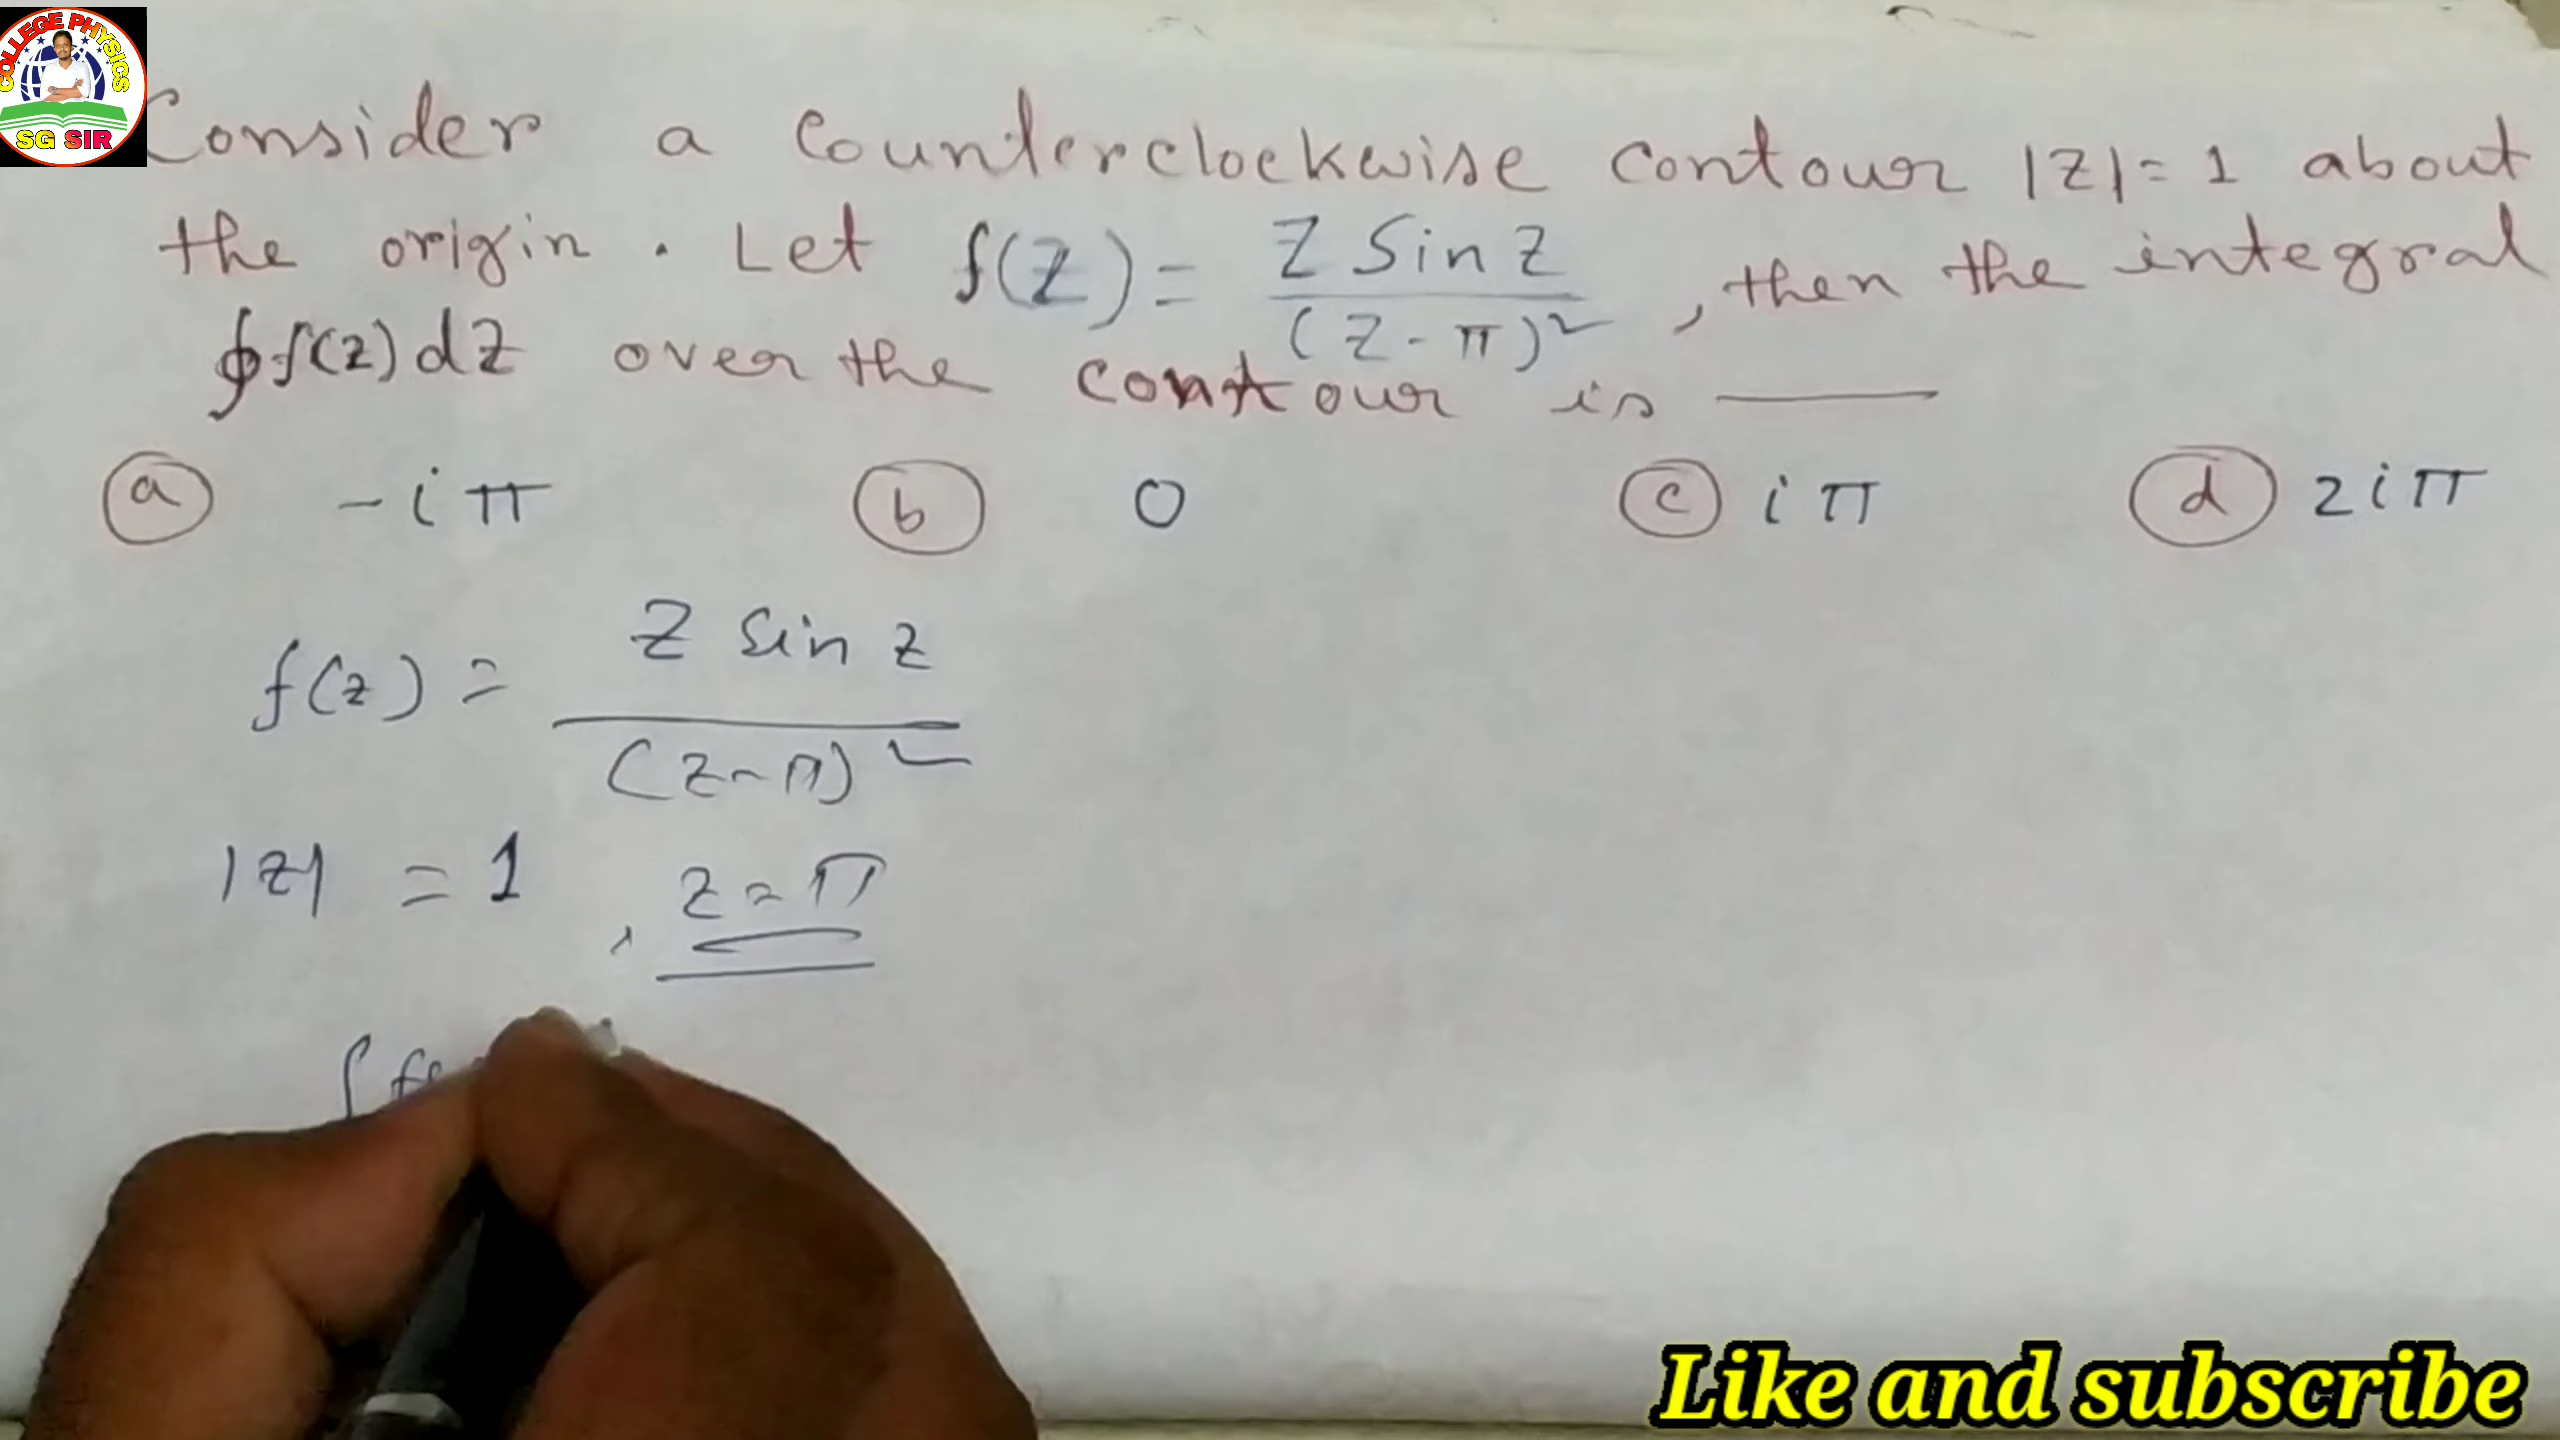 COLLEGE PHYSICS
SG SIR
Consider a counterclockwise contour |z|=1 about
the origin. Let f(z) = z sin z / (z-π)², then the integral
∮f(z)dz over the contour is ____
(a) -iπ (b) 0 (c) iπ (d) 2iπ
f(z) = z sin z / (z-π)²
|z| = 1, z = π
∫ f
Like and subscribe